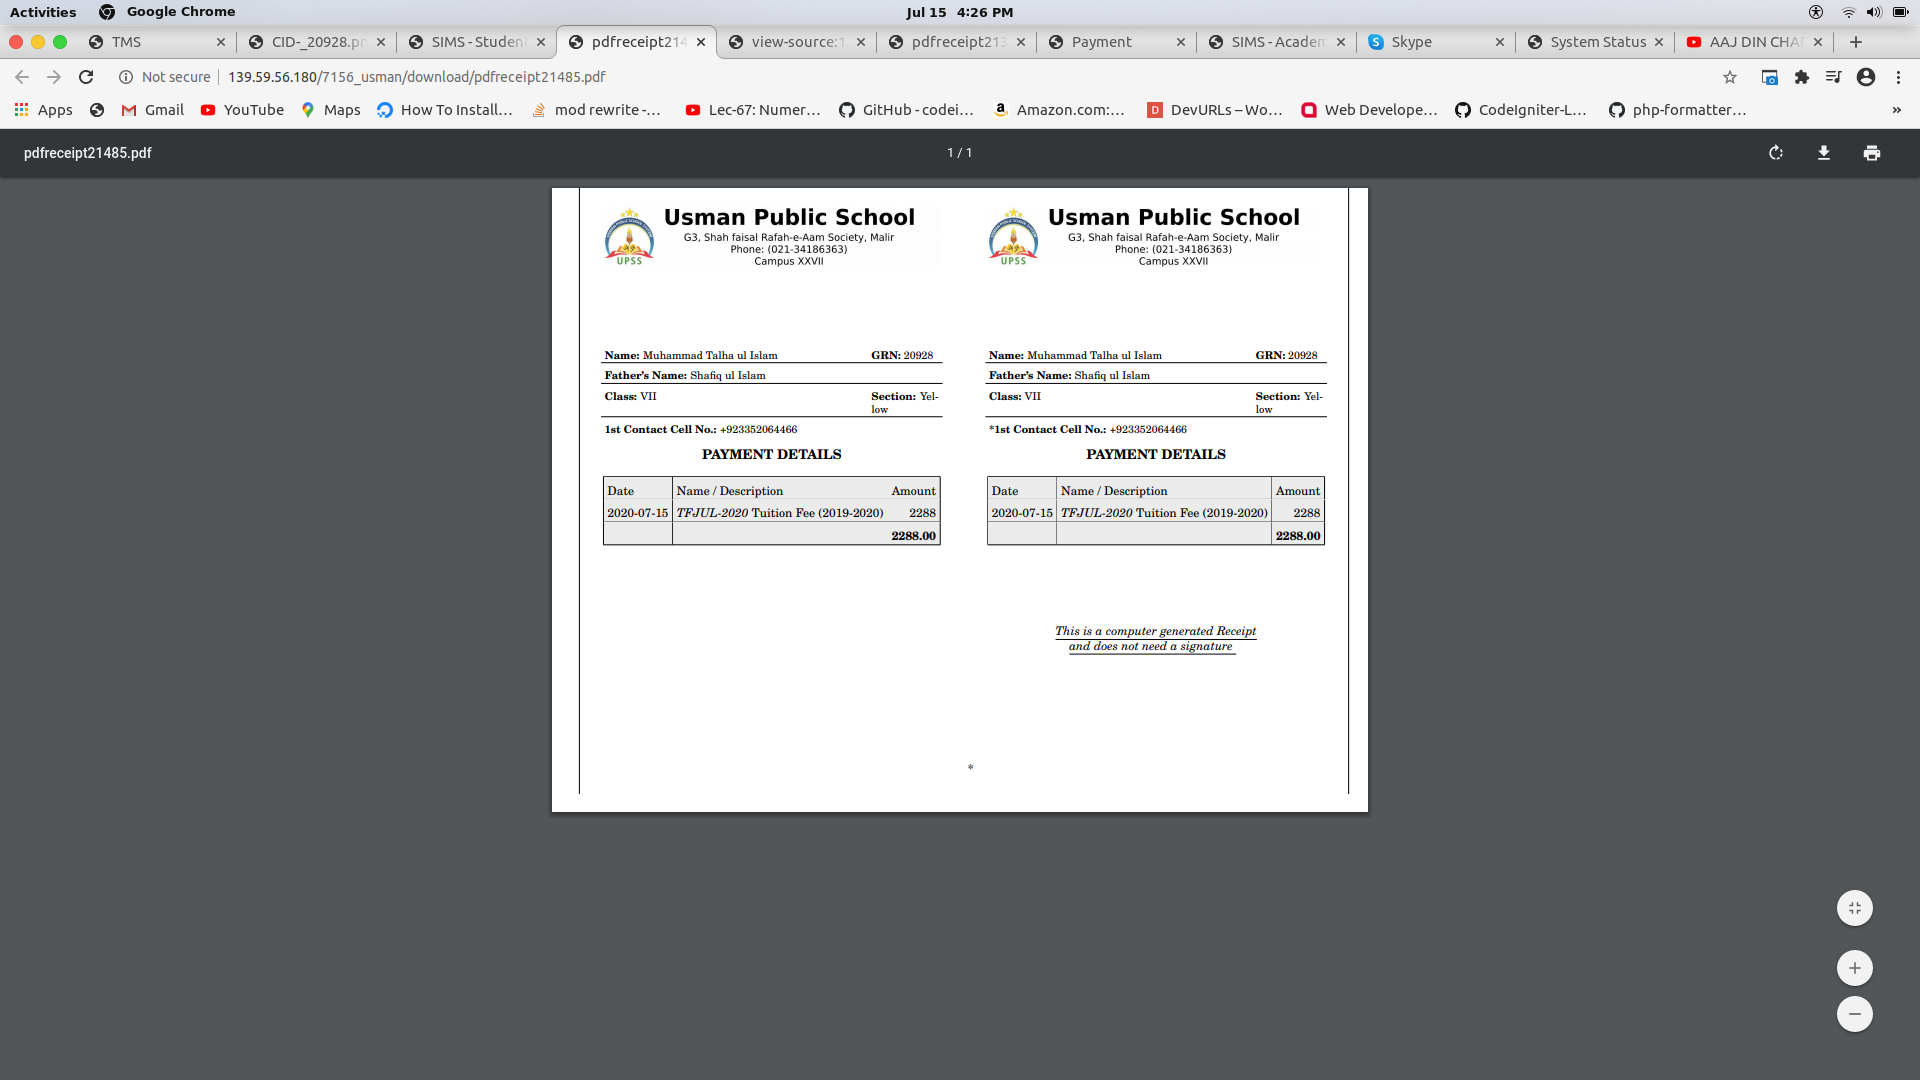 Activities Google Chrome Jul 15 4:26 PM
TMS CID-_20928.pn SIMS - Studen pdfreceipt214 view-source:1 pdfreceipt213 Payment SIMS - Academ Skype System Status AAJ DIN CHA
Not secure 139.59.56.180/7156_usman/download/pdfreceipt21485.pdf
Apps Gmail YouTube Maps How To Install... mod rewrite -... Lec-67: Numer... GitHub - codei... Amazon.com:... DevURLs – Wo... Web Develope... CodeIgniter-L... php-formatter... »
pdfreceipt21485.pdf 1 / 1
Usman Public School
G3, Shah faisal Rafah-e-Aam Society, Malir
Phone: (021-34186363)
Campus XXVII
UPSS
Name: Muhammad Talha ul Islam GRN: 20928
Father's Name: Shafiq ul Islam
Class: VII Section: Yel-
low
1st Contact Cell No.: +923352064466
PAYMENT DETAILS
Date Name / Description Amount
2020-07-15 TFJUL-2020 Tuition Fee (2019-2020) 2288
2288.00
Usman Public School
G3, Shah faisal Rafah-e-Aam Society, Malir
Phone: (021-34186363)
Campus XXVII
UPSS
Name: Muhammad Talha ul Islam GRN: 20928
Father's Name: Shafiq ul Islam
Class: VII Section: Yel-
low
*1st Contact Cell No.: +923352064466
PAYMENT DETAILS
Date Name / Description Amount
2020-07-15 TFJUL-2020 Tuition Fee (2019-2020) 2288
2288.00
This is a computer generated Receipt
and does not need a signature
*